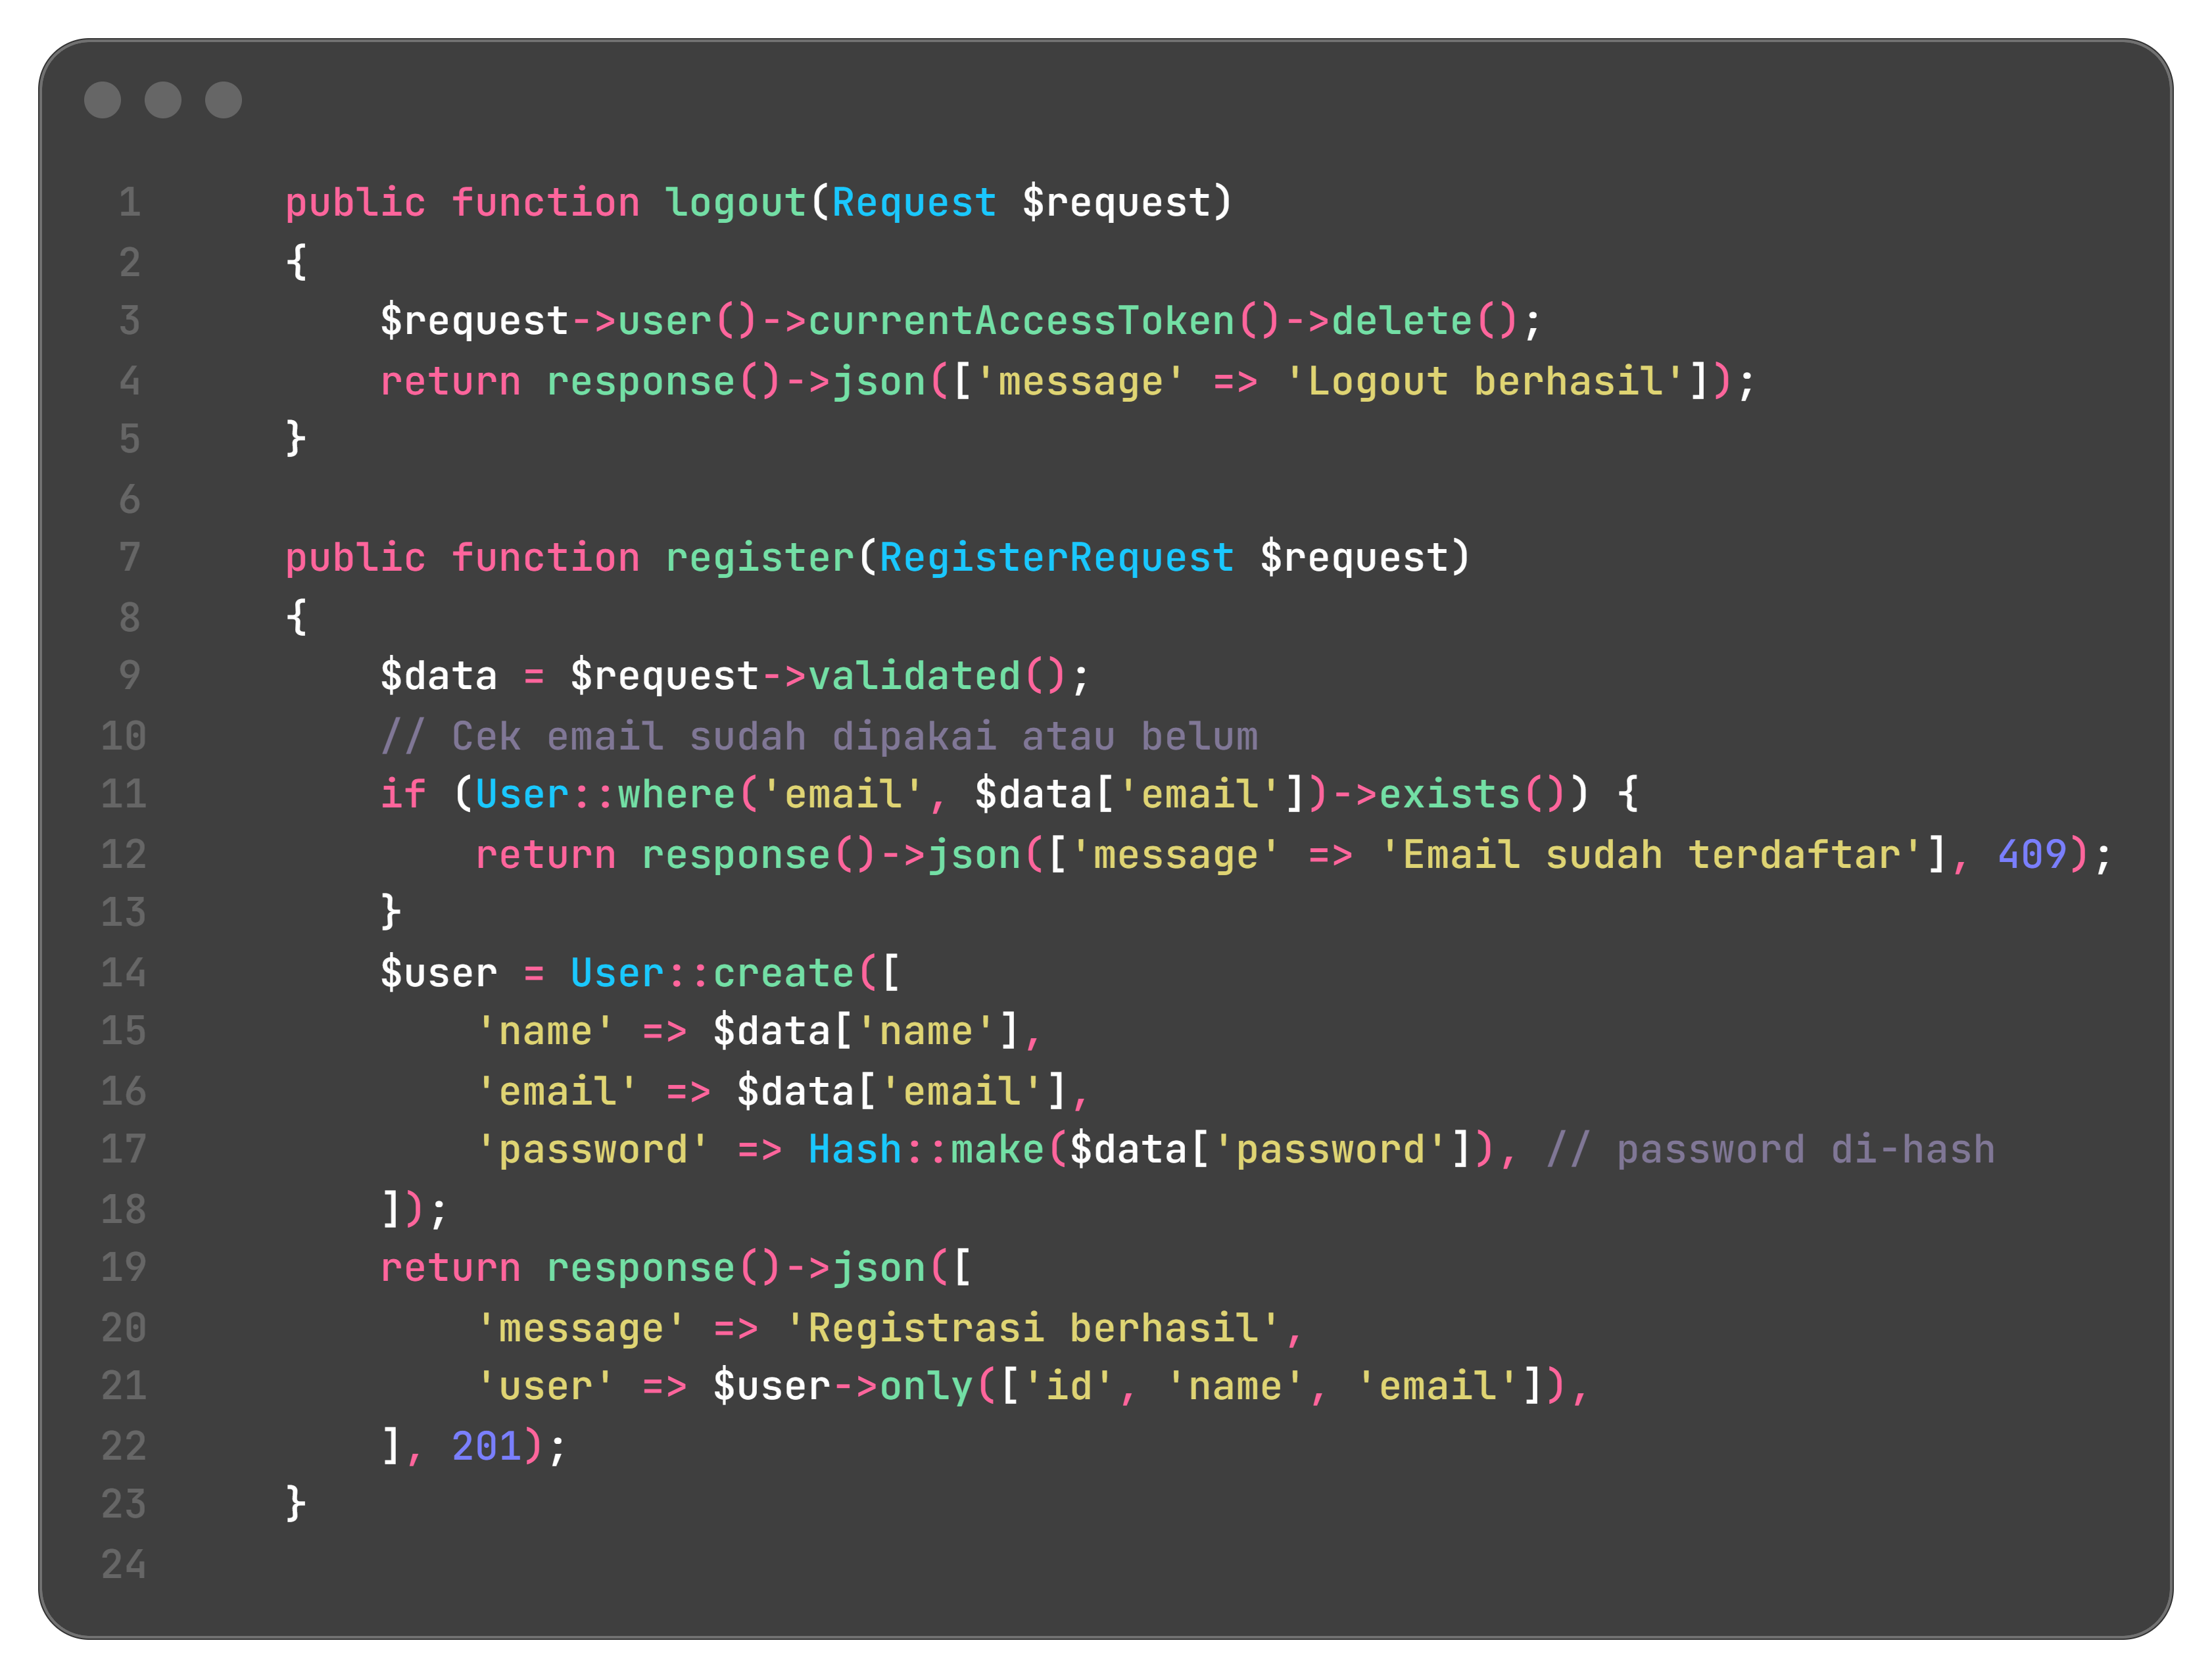 1 public function logout(Request $request)
2 {
3 $request->user()->currentAccessToken()->delete();
4 return response()->json(['message' => 'Logout berhasil']);
5 }
6
7 public function register(RegisterRequest $request)
8 {
9 $data = $request->validated();
10 // Cek email sudah dipakai atau belum
11 if (User::where('email', $data['email'])->exists()) {
12 return response()->json(['message' => 'Email sudah terdaftar'], 409);
13 }
14 $user = User::create([
15 'name' => $data['name'],
16 'email' => $data['email'],
17 'password' => Hash::make($data['password']), // password di-hash
18 ]);
19 return response()->json([
20 'message' => 'Registrasi berhasil',
21 'user' => $user->only(['id', 'name', 'email']),
22 ], 201);
23 }
24